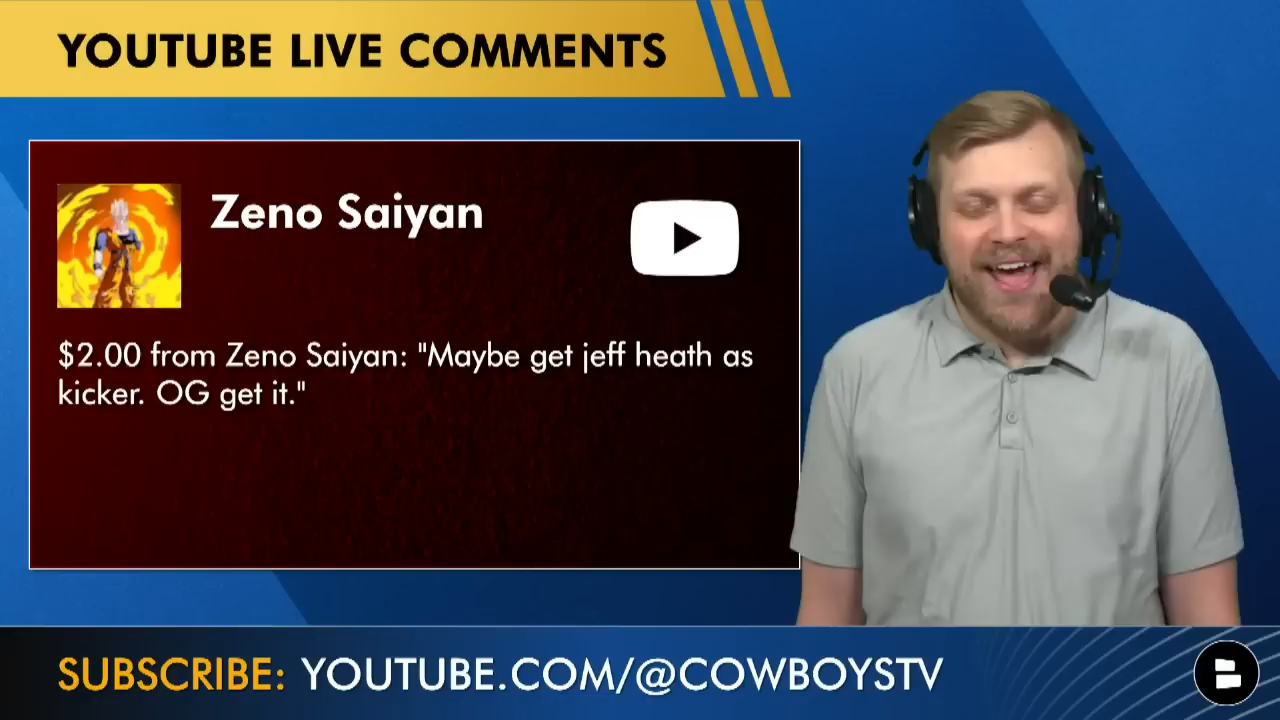 YOUTUBE LIVE COMMENTS
Zeno Saiyan
$2.00 from Zeno Saiyan: "Maybe get jeff heath as
kicker. OG get it."
SUBSCRIBE: YOUTUBE.COM/@COWBOYSTV